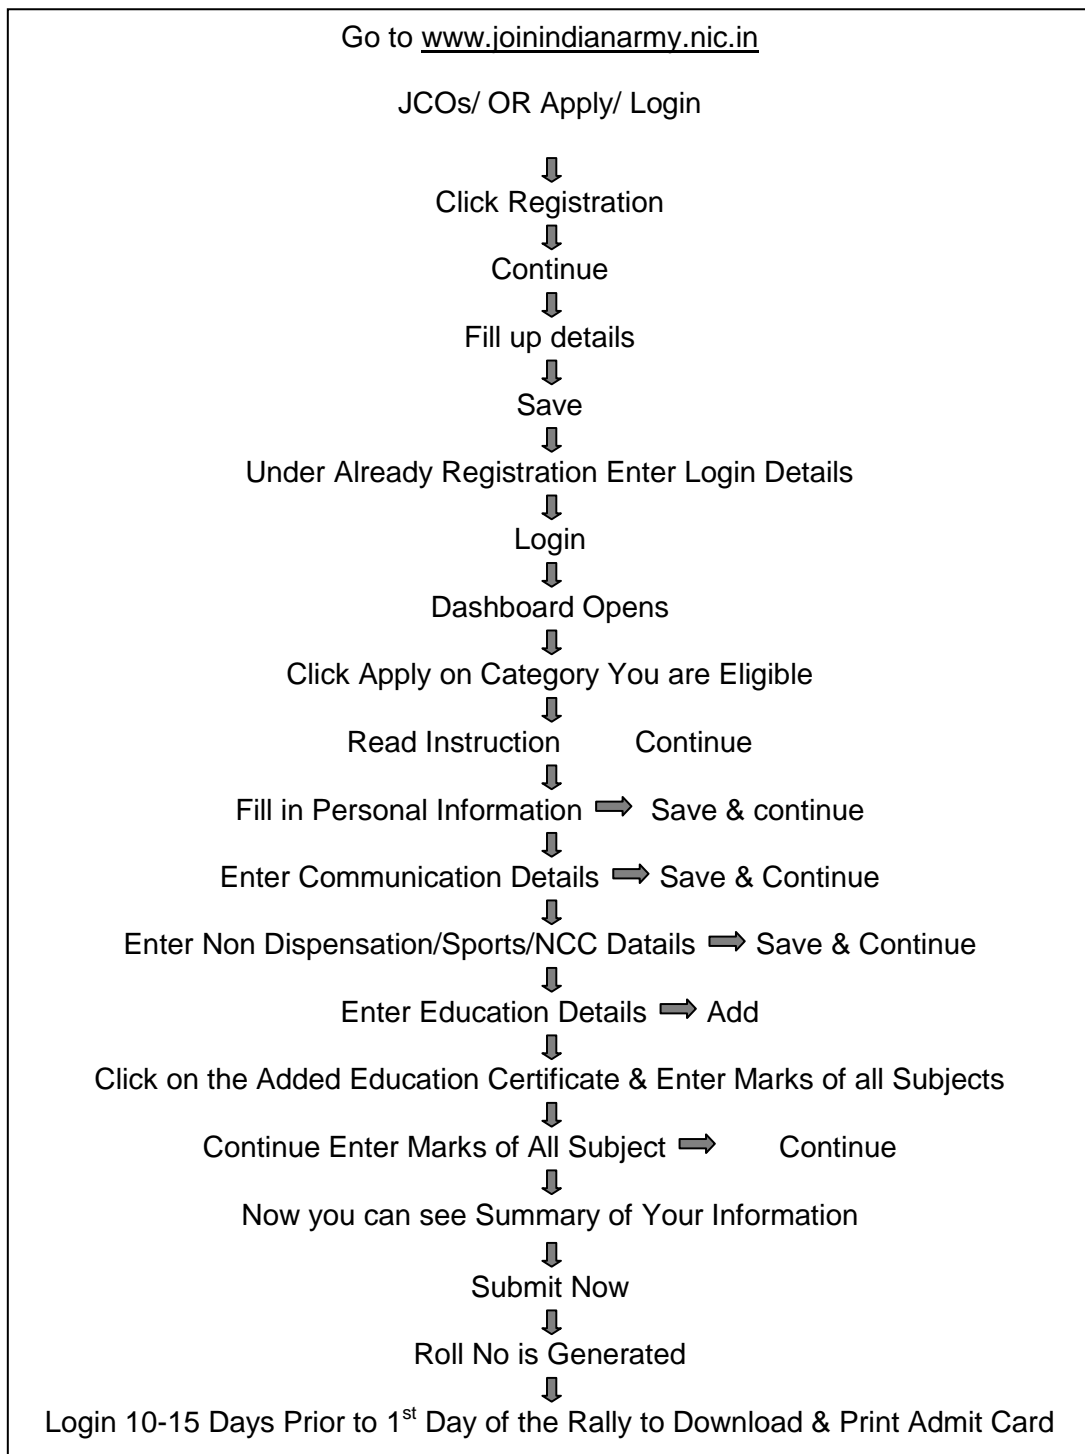 Go to www.joinindianarmy.nic.in
JCOs/ OR Apply/ Login
Click Registration
Continue
Fill up details
Save
Under Already Registration Enter Login Details
Login
Dashboard Opens
Click Apply on Category You are Eligible
Read Instruction Continue
Fill in Personal Information Save & continue
Enter Communication Details Save & Continue
Enter Non Dispensation/Sports/NCC Datails Save & Continue
Enter Education Details Add
Click on the Added Education Certificate & Enter Marks of all Subjects
Continue Enter Marks of All Subject Continue
Now you can see Summary of Your Information
Submit Now
Roll No is Generated
Login 10-15 Days Prior to 1st Day of the Rally to Download & Print Admit Card